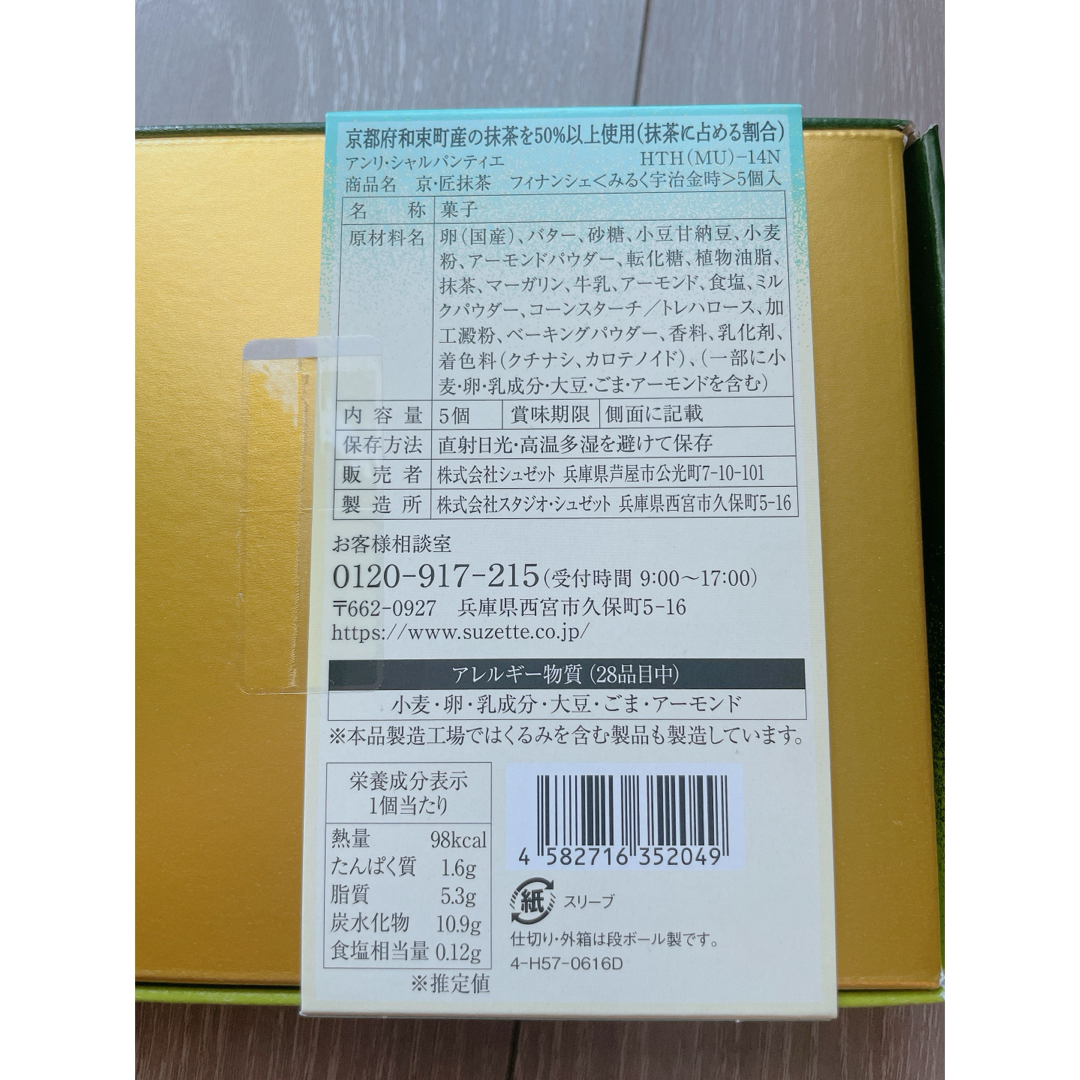 京都府和束町産の抹茶を50%以上使用(抹茶に占める割合)
アンリ・シャルパンティエ HTH(MU)-14N
商品名 京・匠抹茶 フィナンシェ<みるく宇治金時>5個入
名称 菓子
原材料名 卵(国産)、バター、砂糖、小豆甘納豆、小麦
粉、アーモンドパウダー、転化糖、植物油脂、
抹茶、マーガリン、牛乳、アーモンド、食塩、ミル
クパウダー、コーンスターチ/トレハロース、加
工澱粉、ベーキングパウダー、香料、乳化剤、
着色料(クチナシ、カロテノイド)、(一部に小
麦・卵・乳成分・大豆・ごま・アーモンドを含む)
内容量 5個 賞味期限 側面に記載
保存方法 直射日光・高温多湿を避けて保存
販売者 株式会社シュゼット 兵庫県芦屋市公光町7-10-101
製造所 株式会社スタジオ・シュゼット 兵庫県西宮市久保町5-16
お客様相談室
0120-917-215(受付時間 9:00〜17:00)
〒662-0927 兵庫県西宮市久保町5-16
https://www.suzette.co.jp/
アレルギー物質(28品目中)
小麦・卵・乳成分・大豆・ごま・アーモンド
※本品製造工場ではくるみを含む製品も製造しています。
栄養成分表示
1個当たり
熱量 98kcal
たんぱく質 1.6g
脂質 5.3g
炭水化物 10.9g
食塩相当量 0.12g
※推定値
4 582716 352049
紙 スリーブ
仕切り・外箱は段ボール製です。
4-H57-0616D